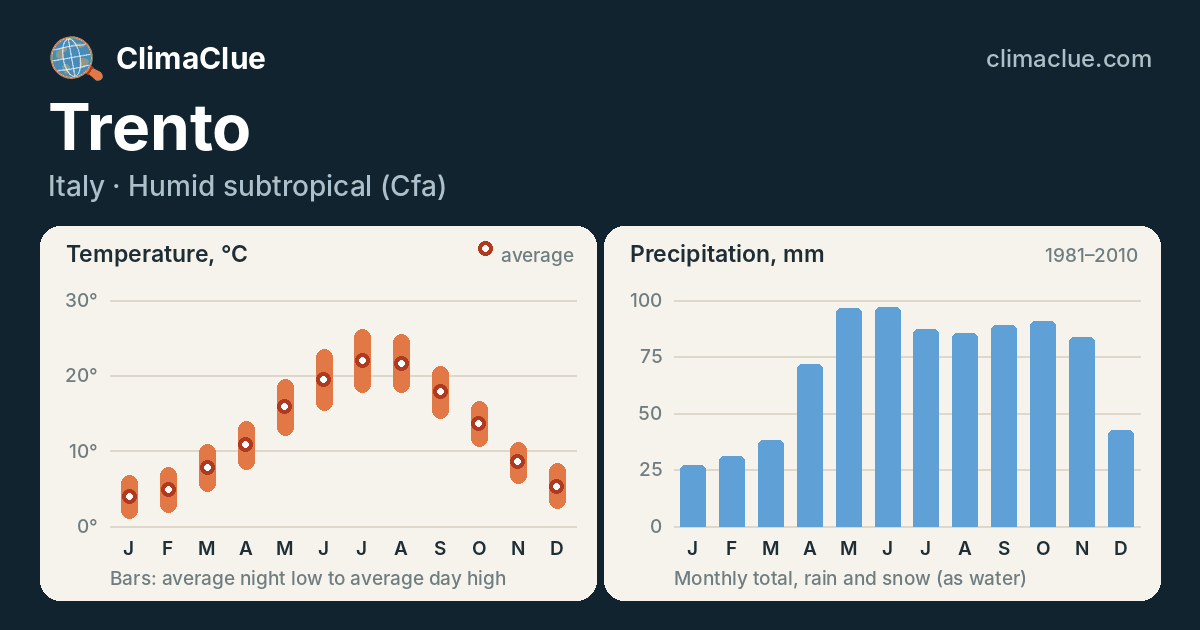 ClimaClue
climaclue.com
Trento
Italy · Humid subtropical (Cfa)
Temperature, °C
average
30°
20°
10°
0°
J F M A M J J A S O N D
Bars: average night low to average day high
Precipitation, mm
1981–2010
100
75
50
25
0
J F M A M J J A S O N D
Monthly total, rain and snow (as water)